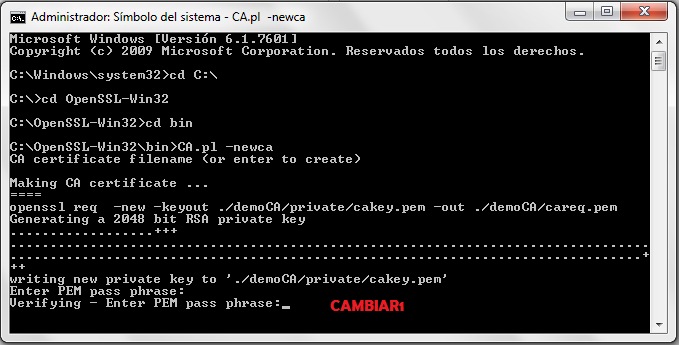 Administrador: Símbolo del sistema - CA.pl -newca
Microsoft Windows [Versión 6.1.7601]
Copyright (c) 2009 Microsoft Corporation. Reservados todos los derechos.
C:\Windows\system32>cd C:\
C:\>cd OpenSSL-Win32
C:\OpenSSL-Win32>cd bin
C:\OpenSSL-Win32\bin>CA.pl -newca
CA certificate filename (or enter to create)
Making CA certificate ...
====
openssl req  -new -keyout ./demoCA/private/cakey.pem -out ./demoCA/careq.pem
Generating a 2048 bit RSA private key
..................+++
................................................................................
...............................................................................+
++
writing new private key to './demoCA/private/cakey.pem'
Enter PEM pass phrase:
Verifying - Enter PEM pass phrase:_ CAMBIAR1